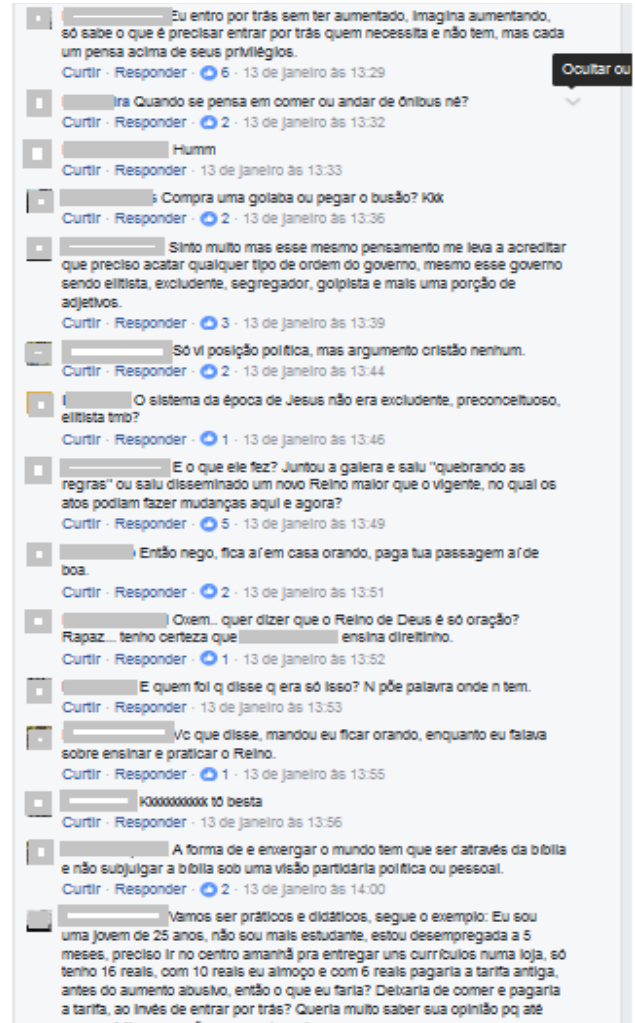 Eu entro por trás sem ter aumentado, imagina aumentando,
só sabe o que é precisar entrar por trás quem necessita e não tem, mas cada
um pensa acima de seus privilégios.
Curtir · Responder · 6 · 13 de janeiro às 13:29
Ocultar ou
ira Quando se pensa em comer ou andar de ônibus né?
Curtir · Responder · 2 · 13 de janeiro às 13:32
Humm
Curtir · Responder · 13 de janeiro às 13:33
s Compra uma goiaba ou pegar o busão? Kkk
Curtir · Responder · 2 · 13 de janeiro às 13:36
Sinto muito mas esse mesmo pensamento me leva a acreditar
que preciso acatar qualquer tipo de ordem do governo, mesmo esse governo
sendo elitista, excludente, segregador, golpista e mais uma porção de
adjetivos.
Curtir · Responder · 3 · 13 de janeiro às 13:39
Só vi posição política, mas argumento cristão nenhum.
Curtir · Responder · 2 · 13 de janeiro às 13:44
O sistema da época de Jesus não era excludente, preconceituoso,
elitista tmb?
Curtir · Responder · 1 · 13 de janeiro às 13:46
E o que ele fez? Juntou a galera e saiu "quebrando as
regras" ou saiu disseminado um novo Reino maior que o vigente, no qual os
atos podiam fazer mudanças aqui e agora?
Curtir · Responder · 5 · 13 de janeiro às 13:49
Então nego, fica aí em casa orando, paga tua passagem aí de
boa.
Curtir · Responder · 2 · 13 de janeiro às 13:51
Oxem.. quer dizer que o Reino de Deus é só oração?
Rapaz... tenho certeza que ensina direitinho.
Curtir · Responder · 1 · 13 de janeiro às 13:52
E quem foi q disse q era só isso? N põe palavra onde n tem.
Curtir · Responder · 13 de janeiro às 13:53
Vc que disse, mandou eu ficar orando, enquanto eu falava
sobre ensinar e praticar o Reino.
Curtir · Responder · 1 · 13 de janeiro às 13:55
Kkkkkkkkkkk tô besta
Curtir · Responder · 13 de janeiro às 13:56
A forma de e enxergar o mundo tem que ser através da bíblia
e não subjulgar a bíblia sob uma visão partidária política ou pessoal.
Curtir · Responder · 2 · 13 de janeiro às 14:00
Vamos ser práticos e didáticos, segue o exemplo: Eu sou
uma jovem de 25 anos, não sou mais estudante, estou desempregada a 5
meses, preciso ir no centro amanhã pra entregar uns currículos numa loja, só
tenho 16 reais, com 10 reais eu almoço e com 6 reais pagaria a tarifa antiga,
antes do aumento abusivo, então o que eu faria? Deixaria de comer e pagaria
a tarifa, ao invés de entrar por trás? Queria muito saber sua opinião pq até